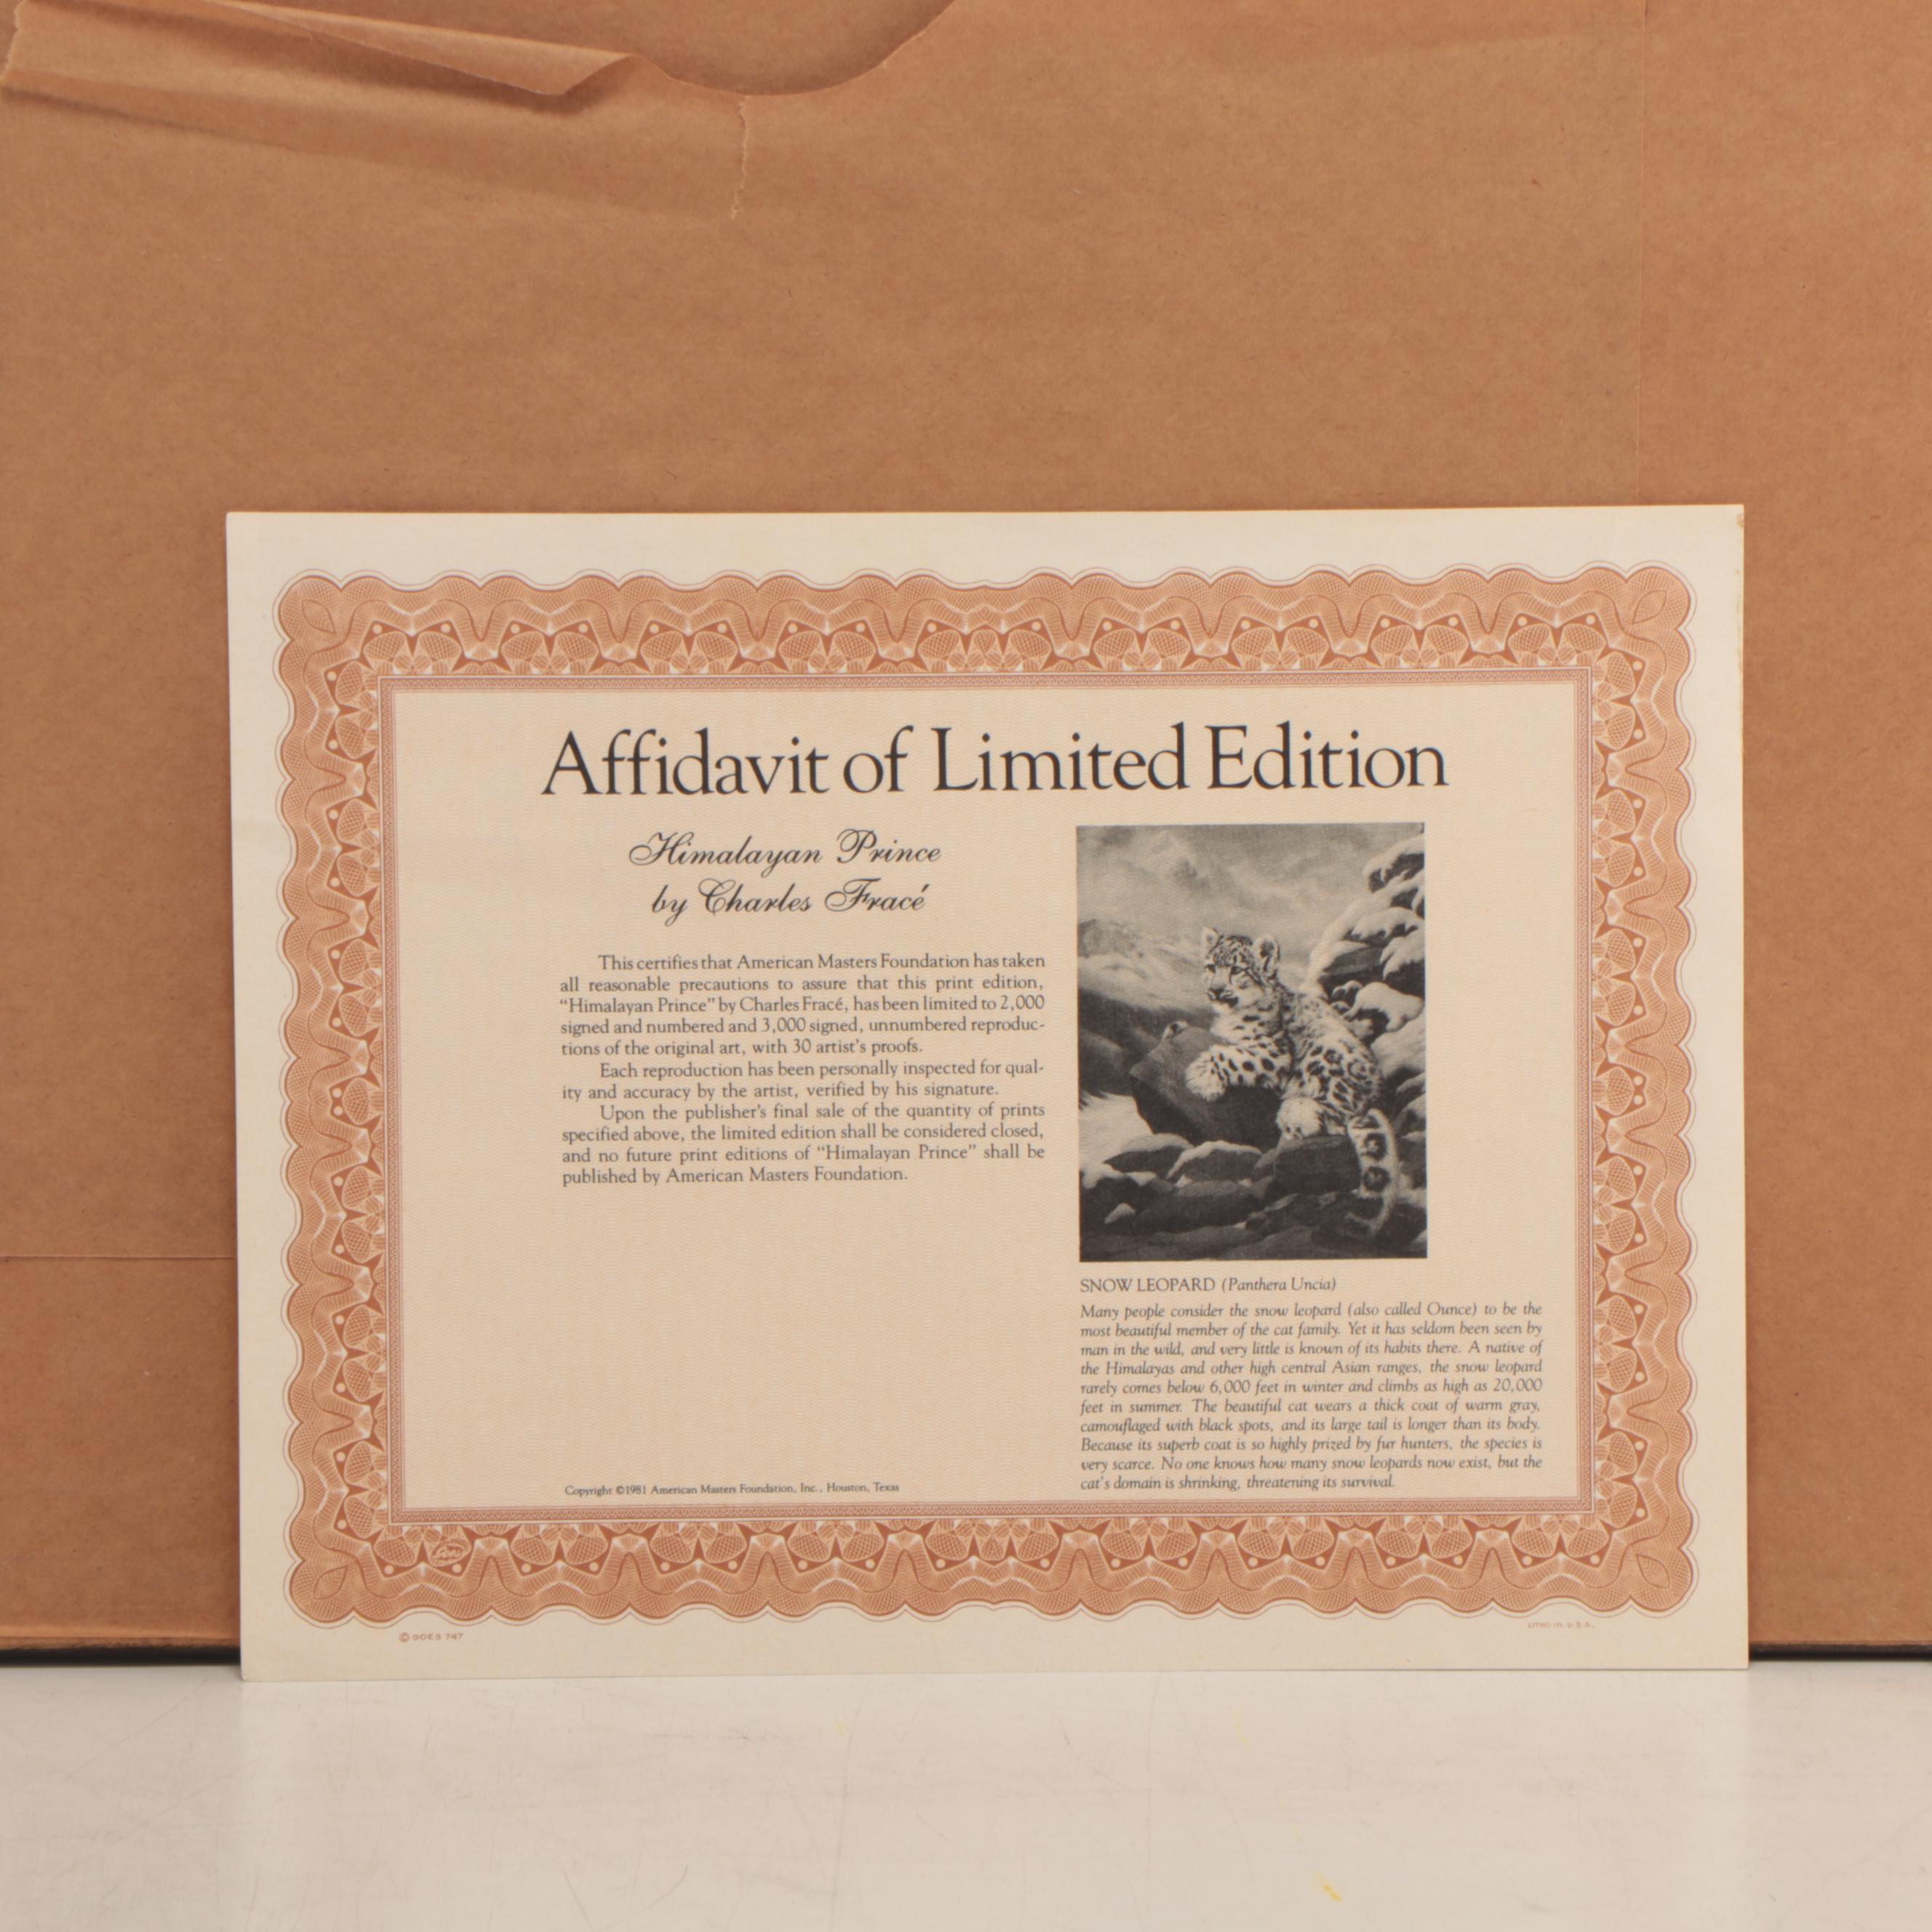 Affidavit of Limited Edition
Himalayan Prince
by Charles Fracé
This certifies that American Masters Foundation has taken
all reasonable precautions to assure that this print edition,
“Himalayan Prince” by Charles Fracé, has been limited to 2,000
signed and numbered and 3,000 signed, unnumbered reproduc-
tions of the original art, with 30 artist's proofs.
Each reproduction has been personally inspected for qual-
ity and accuracy by the artist, verified by his signature.
Upon the publisher's final sale of the quantity of prints
specified above, the limited edition shall be considered closed,
and no future print editions of “Himalayan Prince” shall be
published by American Masters Foundation.
Copyright ©1981 American Masters Foundation, Inc., Houston, Texas
SNOW LEOPARD (Panthera Uncia)
Many people consider the snow leopard (also called Ounce) to be the
most beautiful member of the cat family. Yet it has seldom been seen by
man in the wild, and very little is known of its habits there. A native of
the Himalayas and other high central Asian ranges, the snow leopard
rarely comes below 6,000 feet in winter and climbs as high as 20,000
feet in summer. The beautiful cat wears a thick coat of warm gray,
camouflaged with black spots, and its large tail is longer than its body.
Because its superb coat is so highly prized by fur hunters, the species is
very scarce. No one knows how many snow leopards now exist, but the
cat's domain is shrinking, threatening its survival.
Goes
© GOES 747
LITHO IN U.S.A.